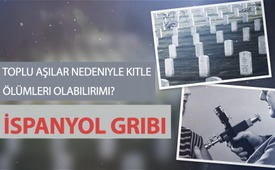 TOPLU AŞILAR NEDENIYLE KITLE
ÖLÜMLERI OLABILIRIMI?
İSPANYOL GRIBI